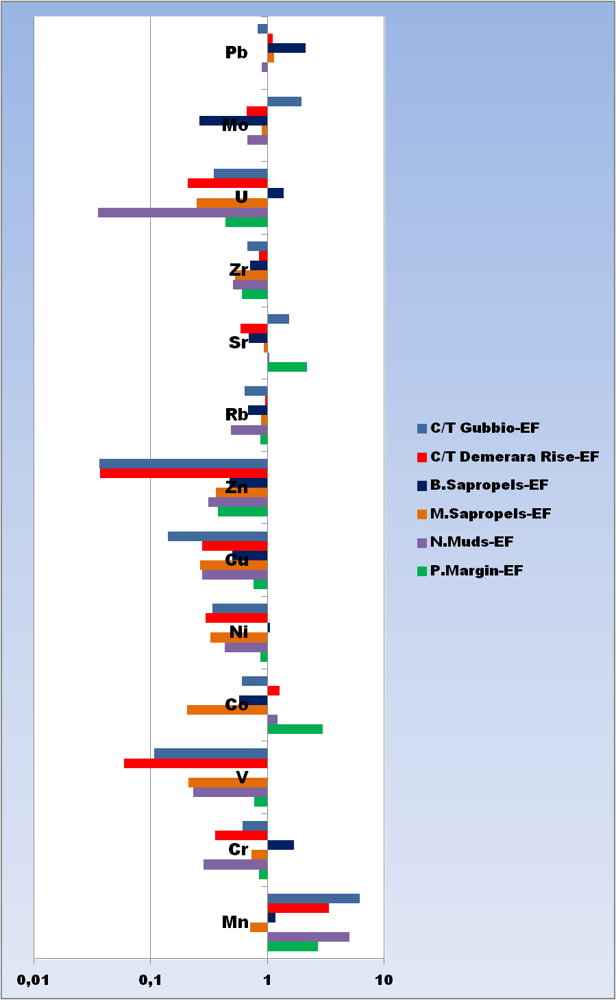 Pb
Mo
U
Zr
Sr
Rb
Zn
Cu
Ni
Co
V
Cr
Mn
0,01 0,1 1 10
C/T Gubbio-EF
C/T Demerara Rise-EF
B.Sapropels-EF
M.Sapropels-EF
N.Muds-EF
P.Margin-EF